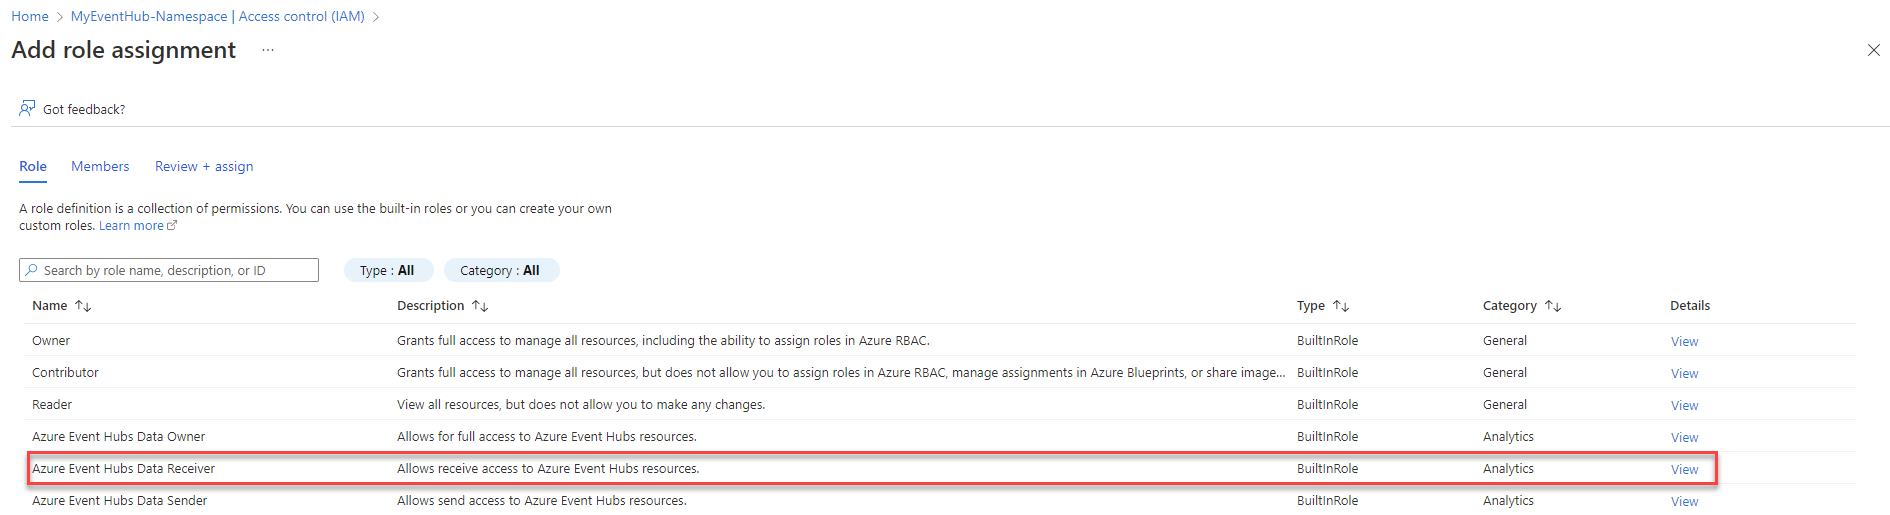 Home > MyEventHub-Namespace | Access control (IAM) >
Add role assignment ...
Got feedback?
Role Members Review + assign
A role definition is a collection of permissions. You can use the built-in roles or you can create your own
custom roles. Learn more
Search by role name, description, or ID Type : All Category : All
Name ↑↓ Description ↑↓ Type ↑↓ Category ↑↓ Details
Owner Grants full access to manage all resources, including the ability to assign roles in Azure RBAC. BuiltInRole General View
Contributor Grants full access to manage all resources, but does not allow you to assign roles in Azure RBAC, manage assignments in Azure Blueprints, or share image... BuiltInRole General View
Reader View all resources, but does not allow you to make any changes. BuiltInRole General View
Azure Event Hubs Data Owner Allows for full access to Azure Event Hubs resources. BuiltInRole Analytics View
Azure Event Hubs Data Receiver Allows receive access to Azure Event Hubs resources. BuiltInRole Analytics View
Azure Event Hubs Data Sender Allows send access to Azure Event Hubs resources. BuiltInRole Analytics View